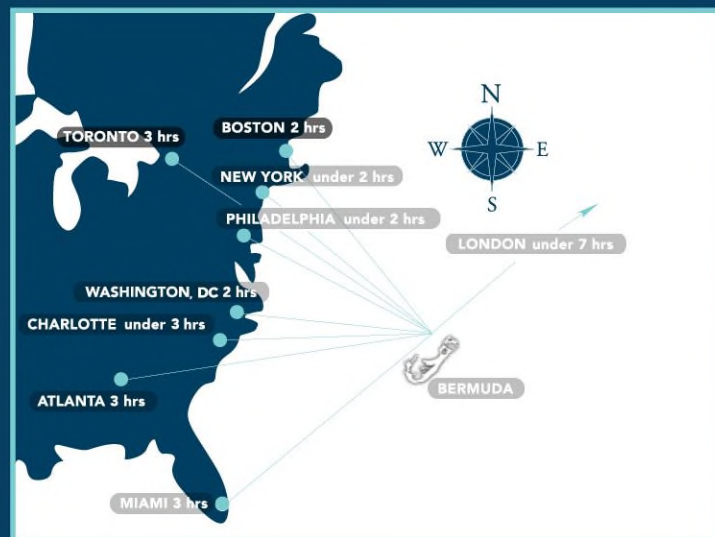 N
W E
S
TORONTO 3 hrs
BOSTON 2 hrs
NEW YORK under 2 hrs
PHILADELPHIA under 2 hrs
LONDON under 7 hrs
WASHINGTON, DC 2 hrs
CHARLOTTE under 3 hrs
BERMUDA
ATLANTA 3 hrs
MIAMI 3 hrs